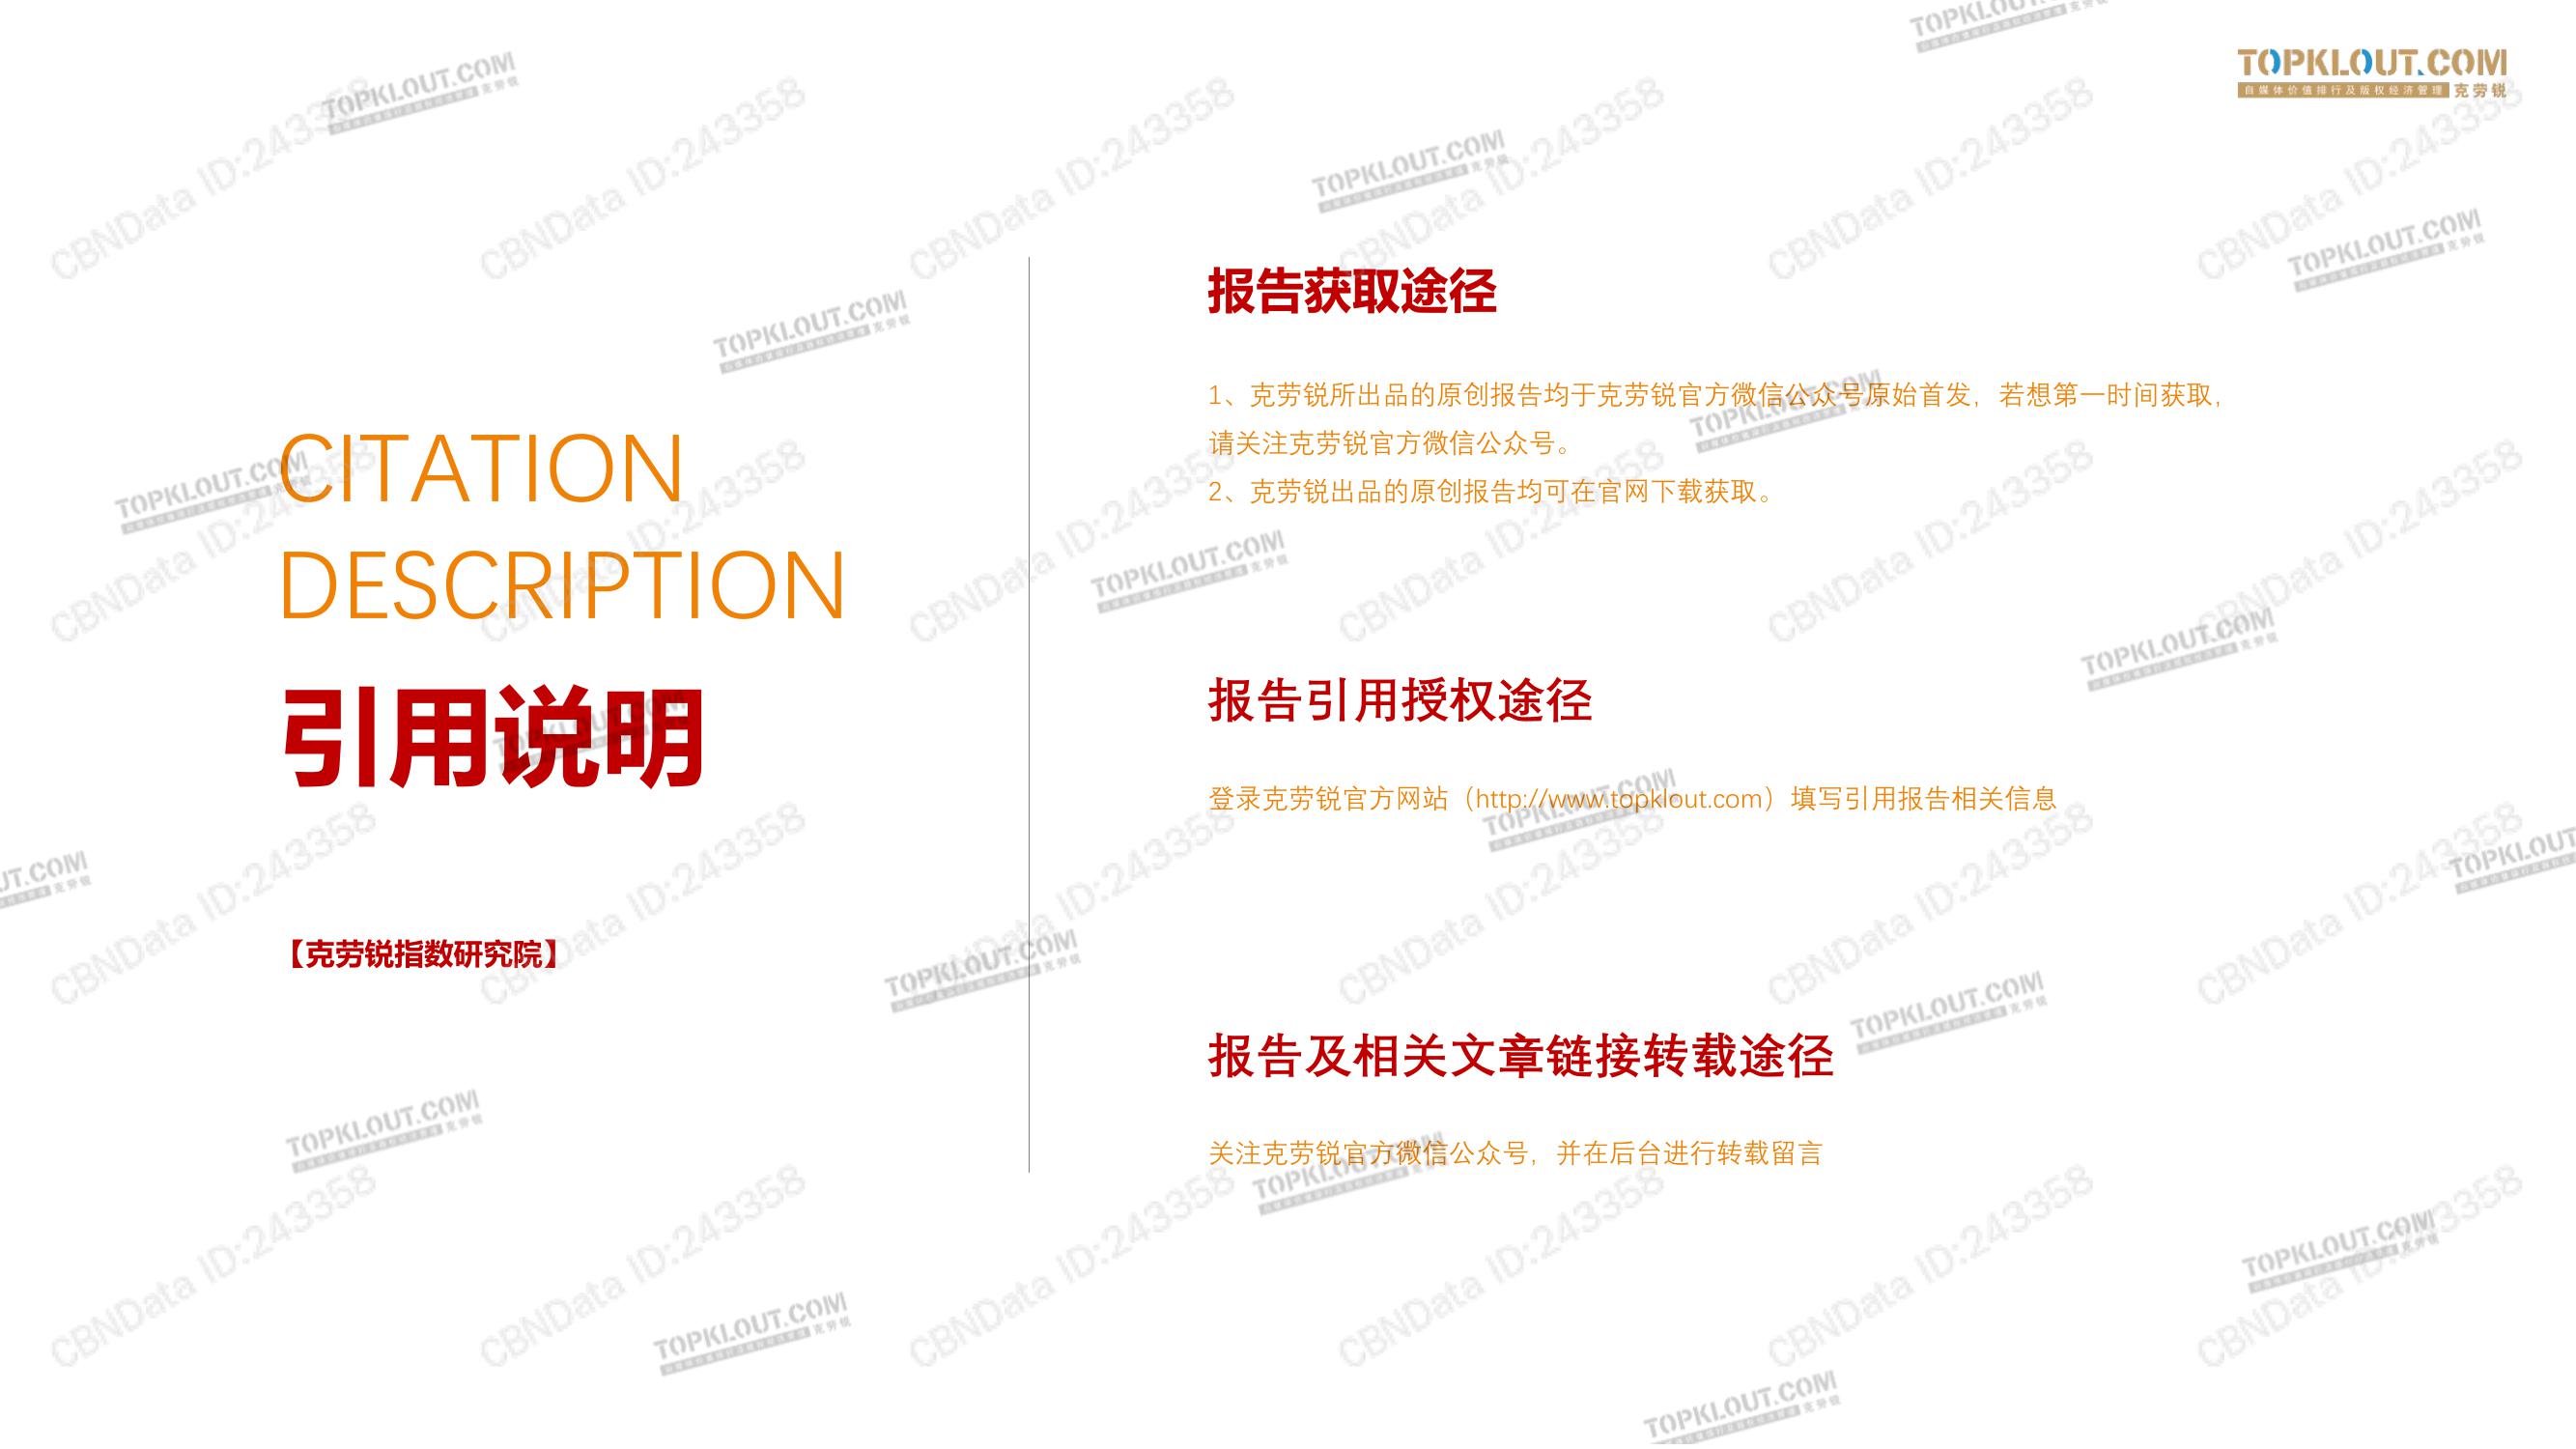 TOPKLOUT.COM
自媒体价值排行及版权经济管理 克劳锐
CITATION
DESCRIPTION
引用说明
【克劳锐指数研究院】
报告获取途径
1、克劳锐所出品的原创报告均于克劳锐官方微信公众号原始首发，若想第一时间获取，
请关注克劳锐官方微信公众号。
2、克劳锐出品的原创报告均可在官网下载获取。
报告引用授权途径
登录克劳锐官方网站（http://www.topklout.com）填写引用报告相关信息
报告及相关文章链接转载途径
关注克劳锐官方微信公众号，并在后台进行转载留言
CBNData ID:243358